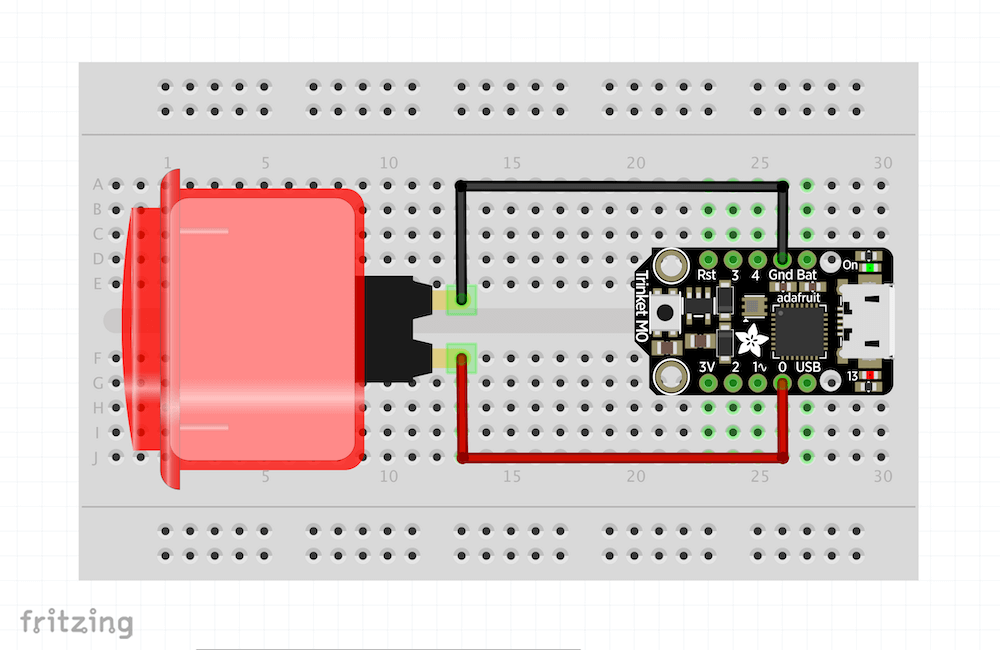 1 5 10 15 20 25 30
A
B
C
D
E
F
G
H
I
J
Rst 3 4 Gnd Bat
On
adafruit
Trinket M0
3V 2 1~ 0 USB
13
5 10 15 20 25 30
fritzing